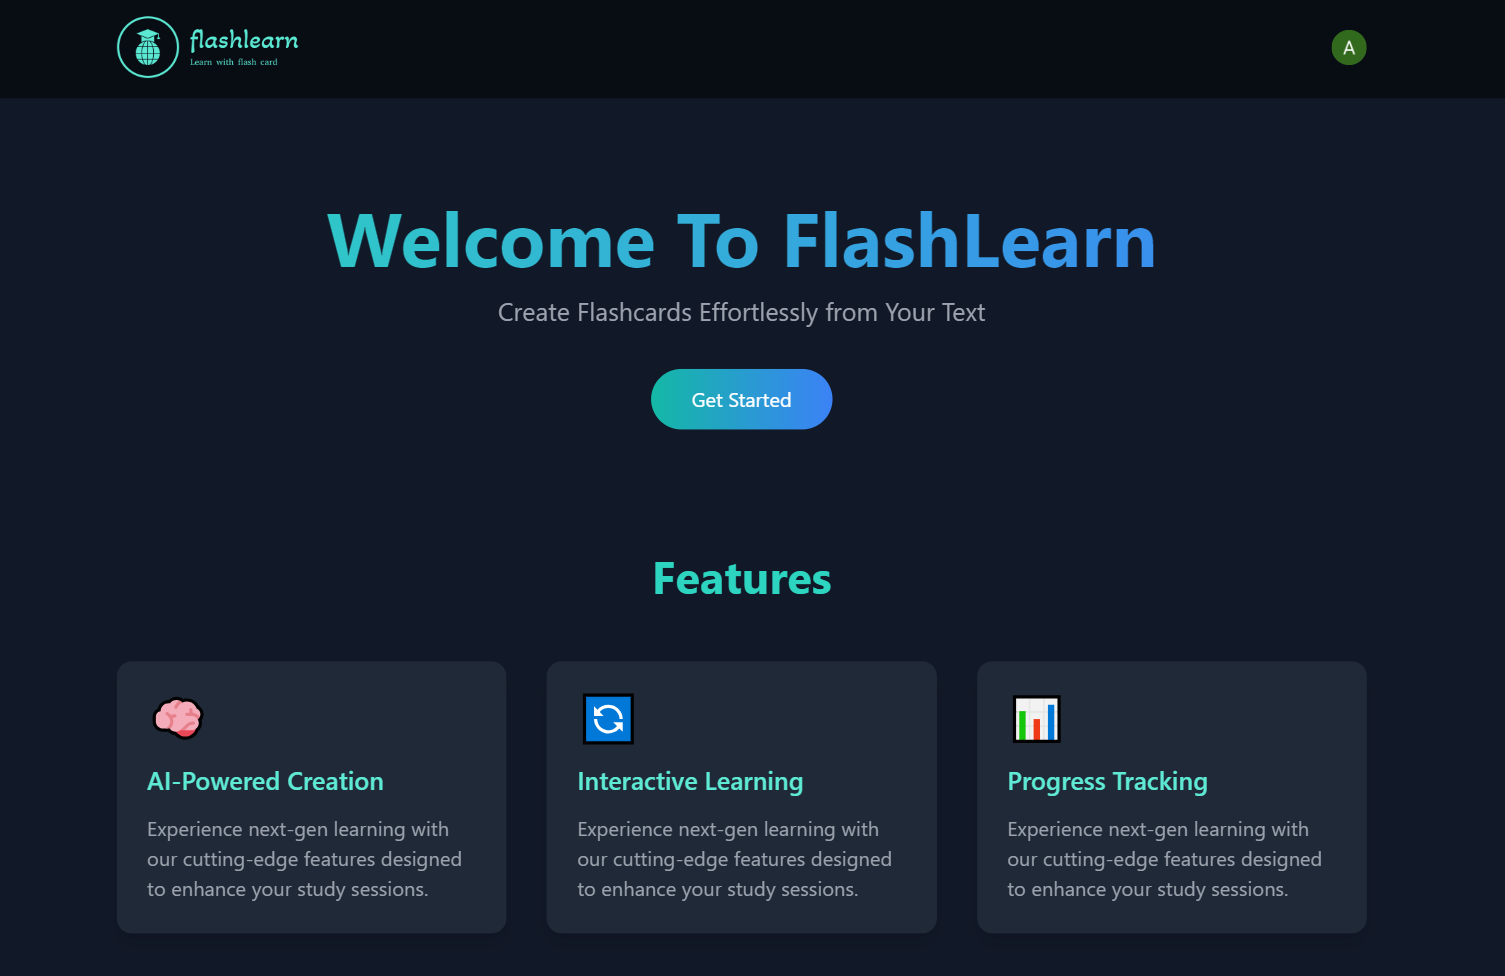 flashlearn
Learn with flash card
A
Welcome To FlashLearn
Create Flashcards Effortlessly from Your Text
Get Started
Features
AI-Powered Creation
Experience next-gen learning with
our cutting-edge features designed
to enhance your study sessions.
Interactive Learning
Experience next-gen learning with
our cutting-edge features designed
to enhance your study sessions.
Progress Tracking
Experience next-gen learning with
our cutting-edge features designed
to enhance your study sessions.